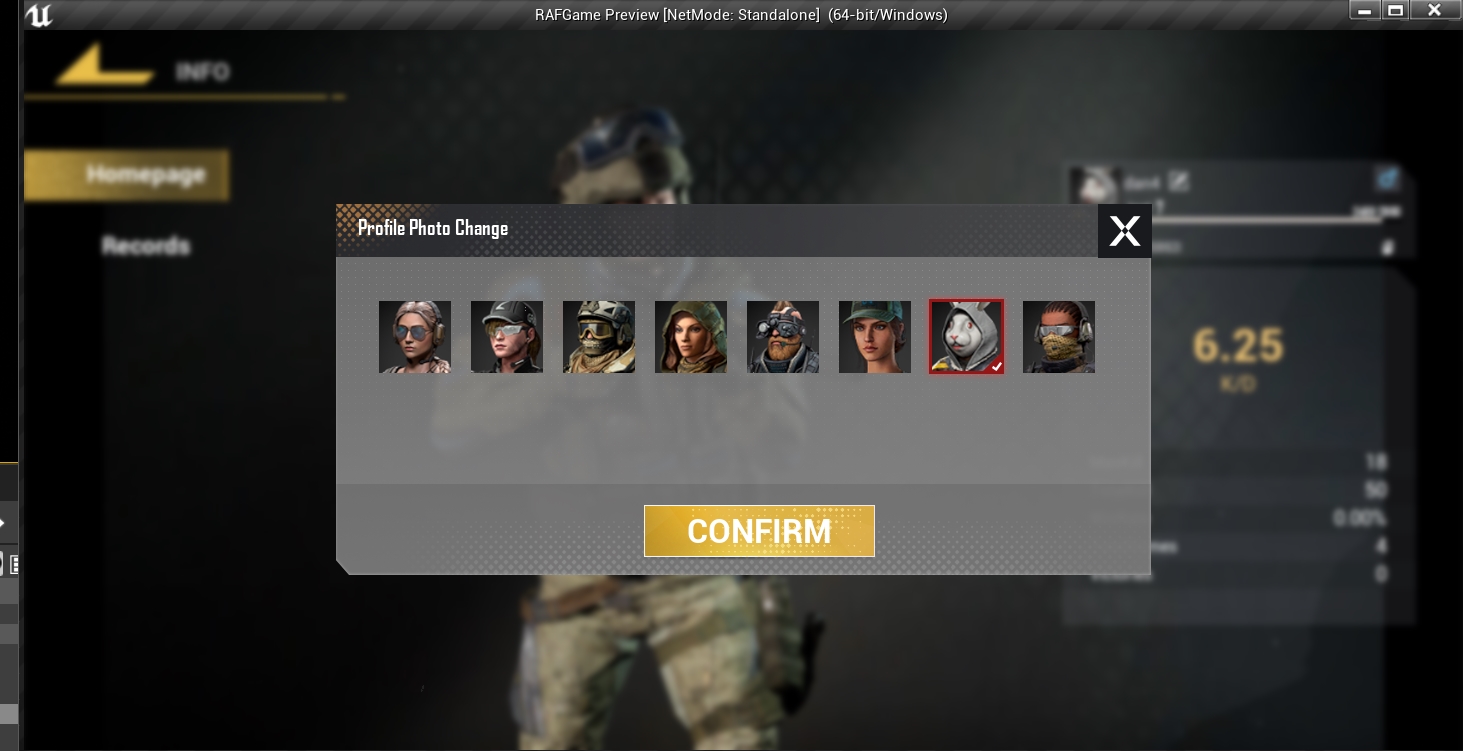 RAFGame Preview [NetMode: Standalone] (64-bit/Windows)
INFO
Homepage
Records
Profile Photo Change
6.25
K/D
18
50
0.00%
4
0
CONFIRM